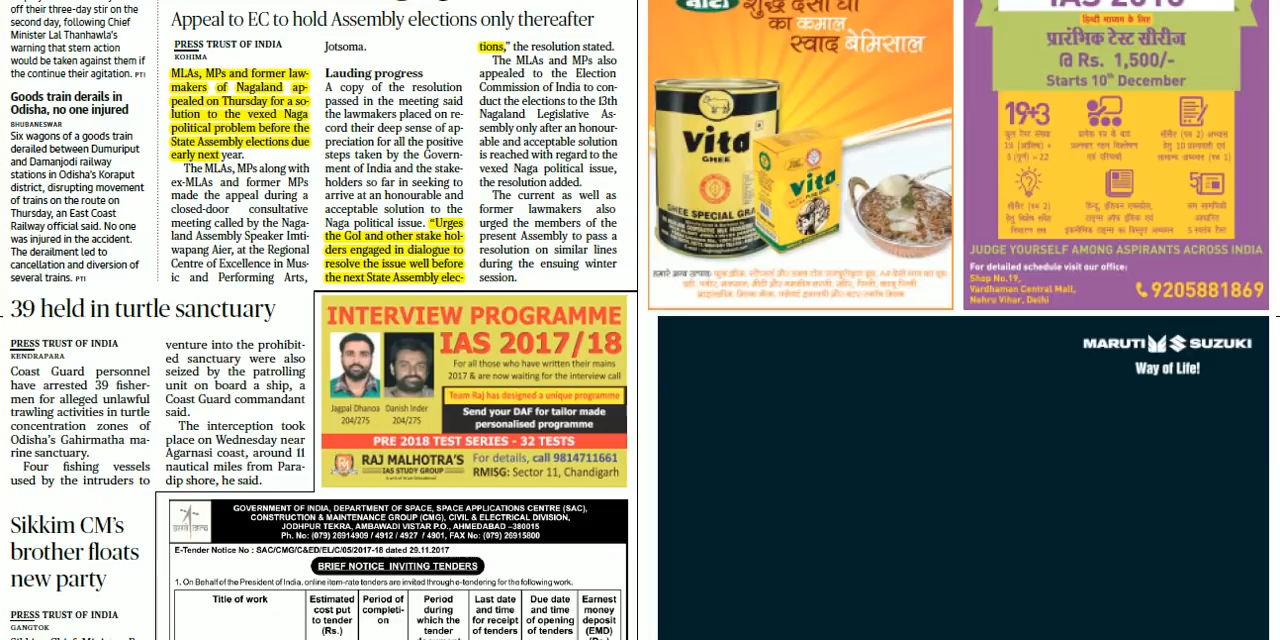 off their three-day stir on the
second day, following Chief
Minister Lal Thanhawla's
warning that stern action
would be taken against them if
the continue their agitation. PTI
Goods train derails in
Odisha, no one injured
BHUBANESWAR
Six wagons of a goods train
derailed between Dumuriput
and Damanjodi railway
stations in Odisha's Koraput
district, disrupting movement
of trains on the route on
Thursday, an East Coast
Railway official said. No one
was injured in the accident.
The derailment led to
cancellation and diversion of
several trains. PTI
Appeal to EC to hold Assembly elections only thereafter
PRESS TRUST OF INDIA
KOHIMA
MLAs, MPs and former law-
makers of Nagaland ap-
pealed on Thursday for a so-
lution to the vexed Naga
political problem before the
State Assembly elections due
early next year.
The MLAs, MPs along with
ex-MLAs and former MPs
made the appeal during a
closed-door consultative
meeting called by the Naga-
land Assembly Speaker Imti-
wapang Aier, at the Regional
Centre of Excellence in Mus-
ic and Performing Arts,
Jotsoma.
Lauding progress
A copy of the resolution
passed in the meeting said
the lawmakers placed on re-
cord their deep sense of ap-
preciation for all the positive
steps taken by the Govern-
ment of India and the stake-
holders so far in seeking to
arrive at an honourable and
acceptable solution to the
Naga political issue. “Urges
the GoI and other stake hol-
ders engaged in dialogue to
resolve the issue well before
the next State Assembly elec-
tions,” the resolution stated.
The MLAs and MPs also
appealed to the Election
Commission of India to con-
duct the elections to the 13th
Nagaland Legislative As-
sembly only after an honour-
able and acceptable solution
is reached with regard to the
vexed Naga political issue,
the resolution added.
The current as well as
former lawmakers also
urged the members of the
present Assembly to pass a
resolution on similar lines
during the ensuing winter
session.
39 held in turtle sanctuary
PRESS TRUST OF INDIA
KENDRAPARA
Coast Guard personnel
have arrested 39 fisher-
men for alleged unlawful
trawling activities in turtle
concentration zones of
Odisha's Gahirmatha ma-
rine sanctuary.
Four fishing vessels
used by the intruders to
venture into the prohibit-
ed sanctuary were also
seized by the patrolling
unit on board a ship, a
Coast Guard commandant
said.
The interception took
place on Wednesday near
Agarnasi coast, around 11
nautical miles from Para-
dip shore, he said.
Sikkim CM's
brother floats
new party
PRESS TRUST OF INDIA
GANGTOK
INTERVIEW PROGRAMME
IAS 2017/18
For all those who have written their mains
2017 & are now waiting for the interview call
Team Raj has designed a unique programme
Send your DAF for tailor made
personalised programme
Jagpal Dhanoa Danish Inder
204/275 204/275
PRE 2018 TEST SERIES - 32 TESTS
RAJ MALHOTRA'S
IAS STUDY GROUP
For details, call 9814711661
RMISG: Sector 11, Chandigarh
GOVERNMENT OF INDIA, DEPARTMENT OF SPACE, SPACE APPLICATIONS CENTRE (SAC),
CONSTRUCTION & MAINTENANCE GROUP (CMG), CIVIL & ELECTRICAL DIVISION,
JODHPUR TEKRA, AMBAWADI VISTAR P.O., AHMEDABAD –380015
Ph. No: (079) 26914909 / 4912 / 4927 / 4901, FAX No: (079) 26915800
E-Tender Notice No : SAC/CMG/C&ED/EL/C/05/2017-18 dated 29.11.2017
BRIEF NOTICE INVITING TENDERS
1. On Behalf of the President of India, online item-rate tenders are invited through e-tendering for the following work.
Title of work
Estimated
cost put
to tender
(Rs.)
Period of
completi-
on
Period
during
which the
tender
Last date
and time
for receipt
of tenders
Due date
and time
of opening
of tenders
Earnest
money
deposit
(EMD)
शुद्ध देसी घी
का कमाल
स्वाद बेमिसाल
Vita
GHEE
GHEE SPECIAL GRA
vita
IAS 2018
हिन्दी माध्यम के लिए
प्रारंभिक टेस्ट सीरीज
@ Rs. 1,500/-
Starts 10th December
19+3
5
JUDGE YOURSELF AMONG ASPIRANTS ACROSS INDIA
For detailed schedule visit our office:
Shop No.19,
Vardhaman Central Mall,
Nehru Vihar, Delhi
9205881869
MARUTI SUZUKI
Way of Life!